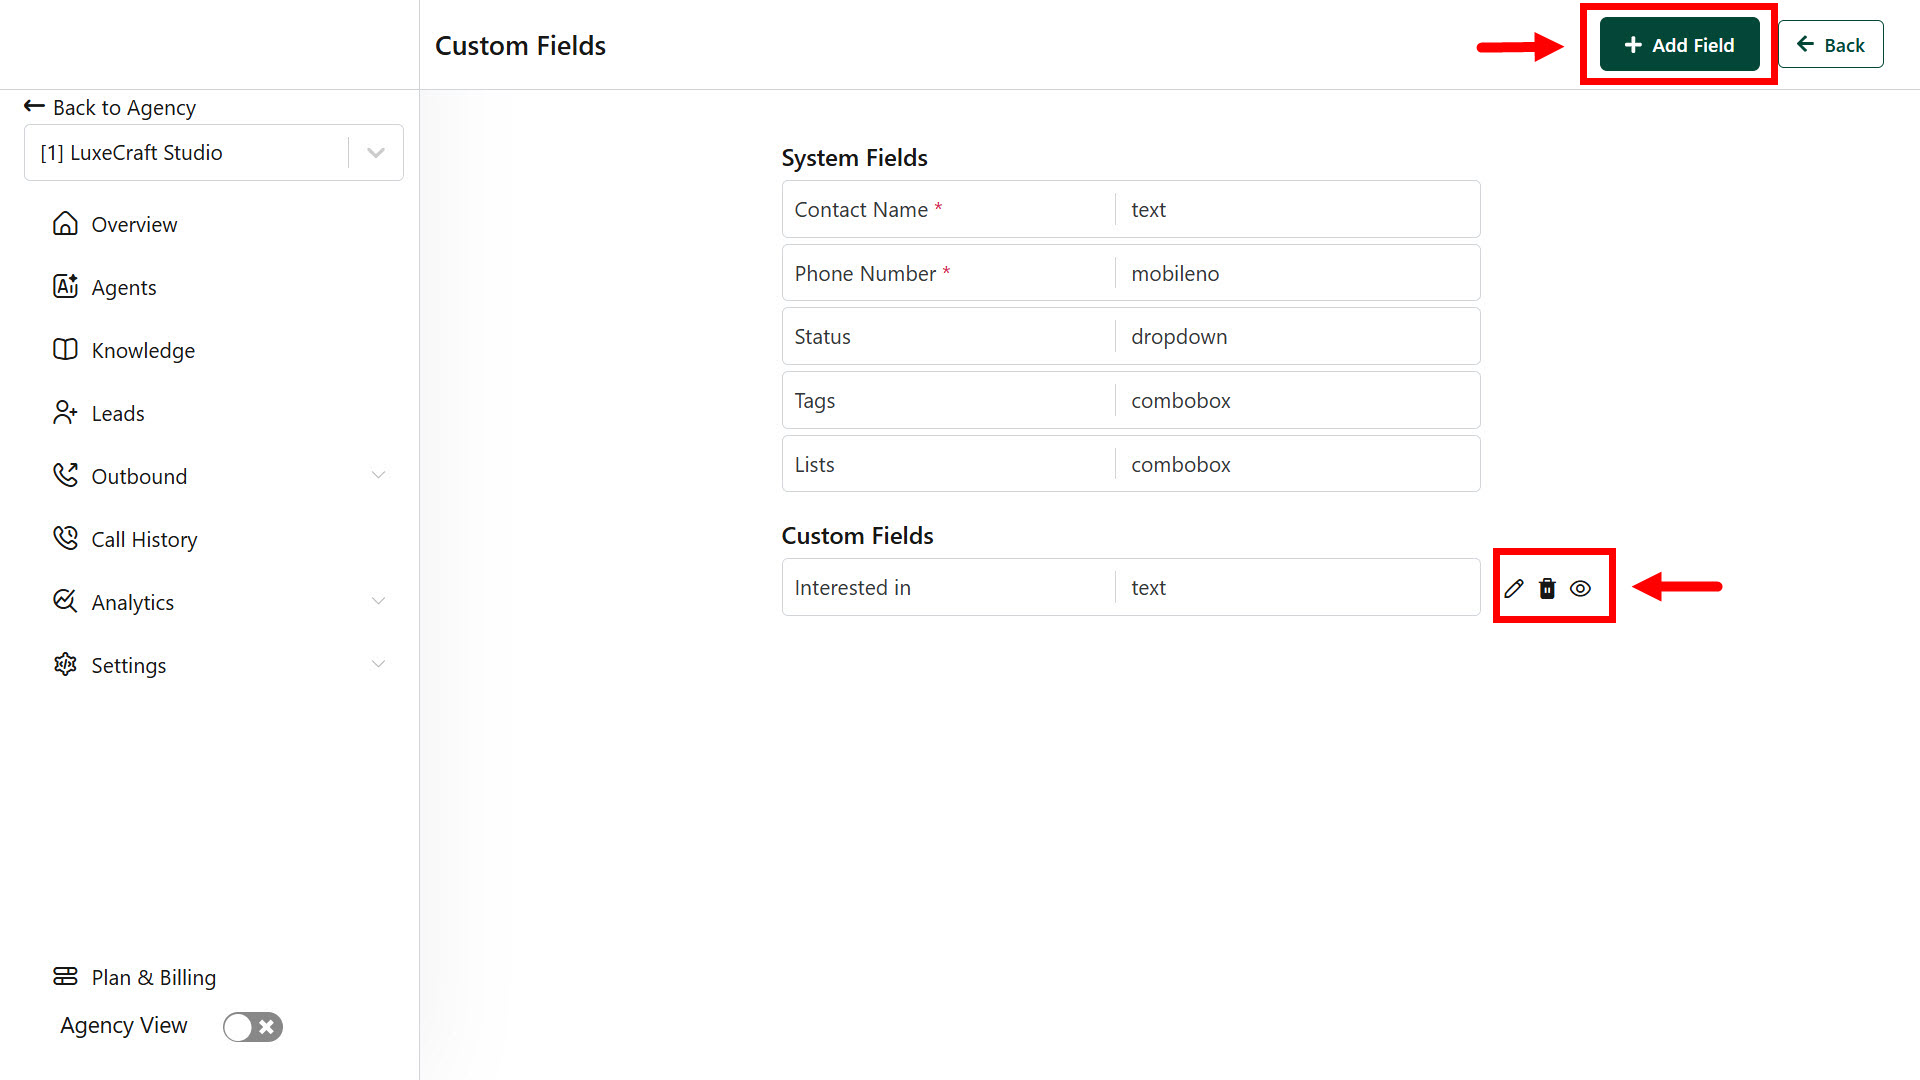 Custom Fields
+ Add Field
Back
Back to Agency
[1] LuxeCraft Studio
Overview
Agents
Knowledge
Leads
Outbound
Call History
Analytics
Settings
Plan & Billing
Agency View
System Fields
Contact Name * text
Phone Number * mobileno
Status dropdown
Tags combobox
Lists combobox
Custom Fields
Interested in text